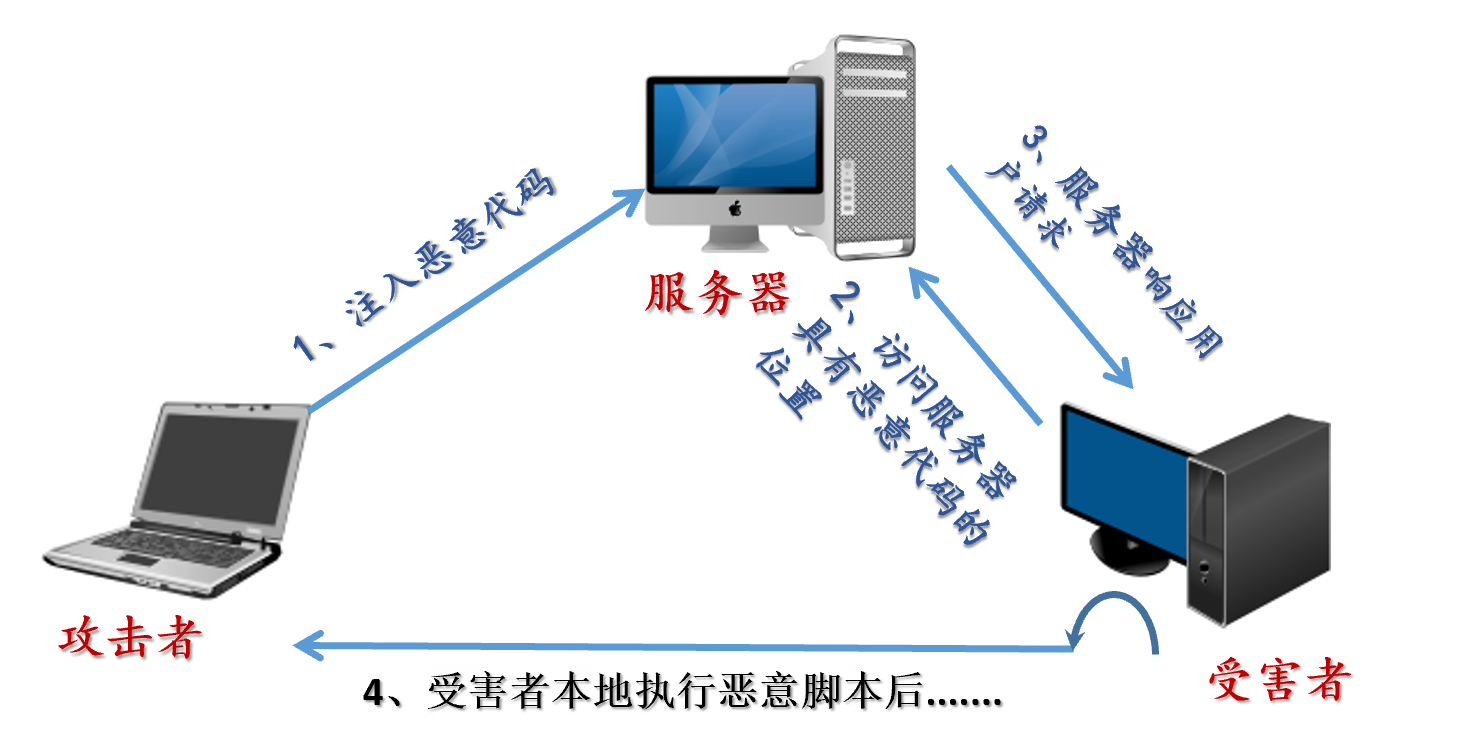 1、注入恶意代码
服务器
3、服务器响应用
户请求
2、访问服务器
具有恶意代码的
位置
攻击者
受害者
4、受害者本地执行恶意脚本后.......